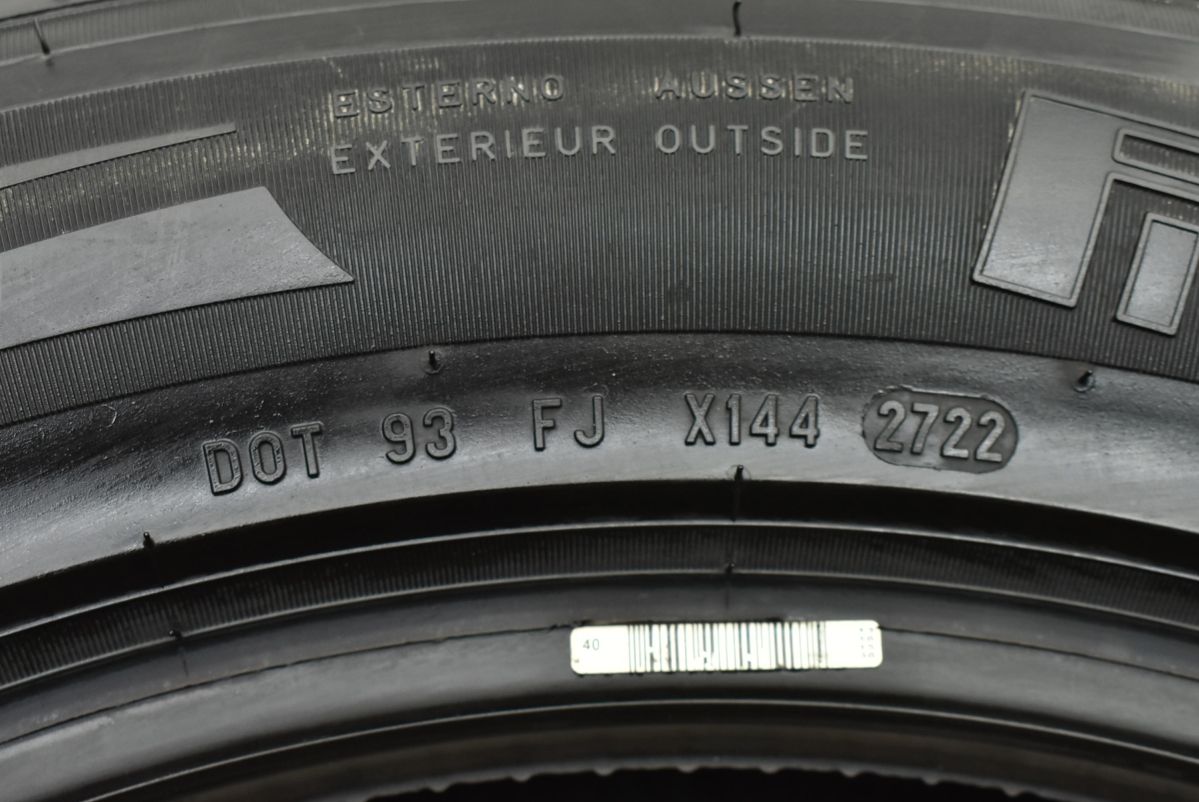 ESTERNO AUSSEN
EXTERIEUR OUTSIDE
DOT 93 FJ X144 2722
40